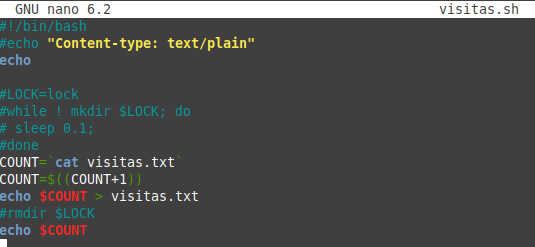 GNU nano 6.2 visitas.sh
#!/bin/bash
#echo "Content-type: text/plain"
echo
#LOCK=lock
#while ! mkdir $LOCK; do
# sleep 0.1;
#done
COUNT=`cat visitas.txt`
COUNT=$((COUNT+1))
echo $COUNT > visitas.txt
#rmdir $LOCK
echo $COUNT